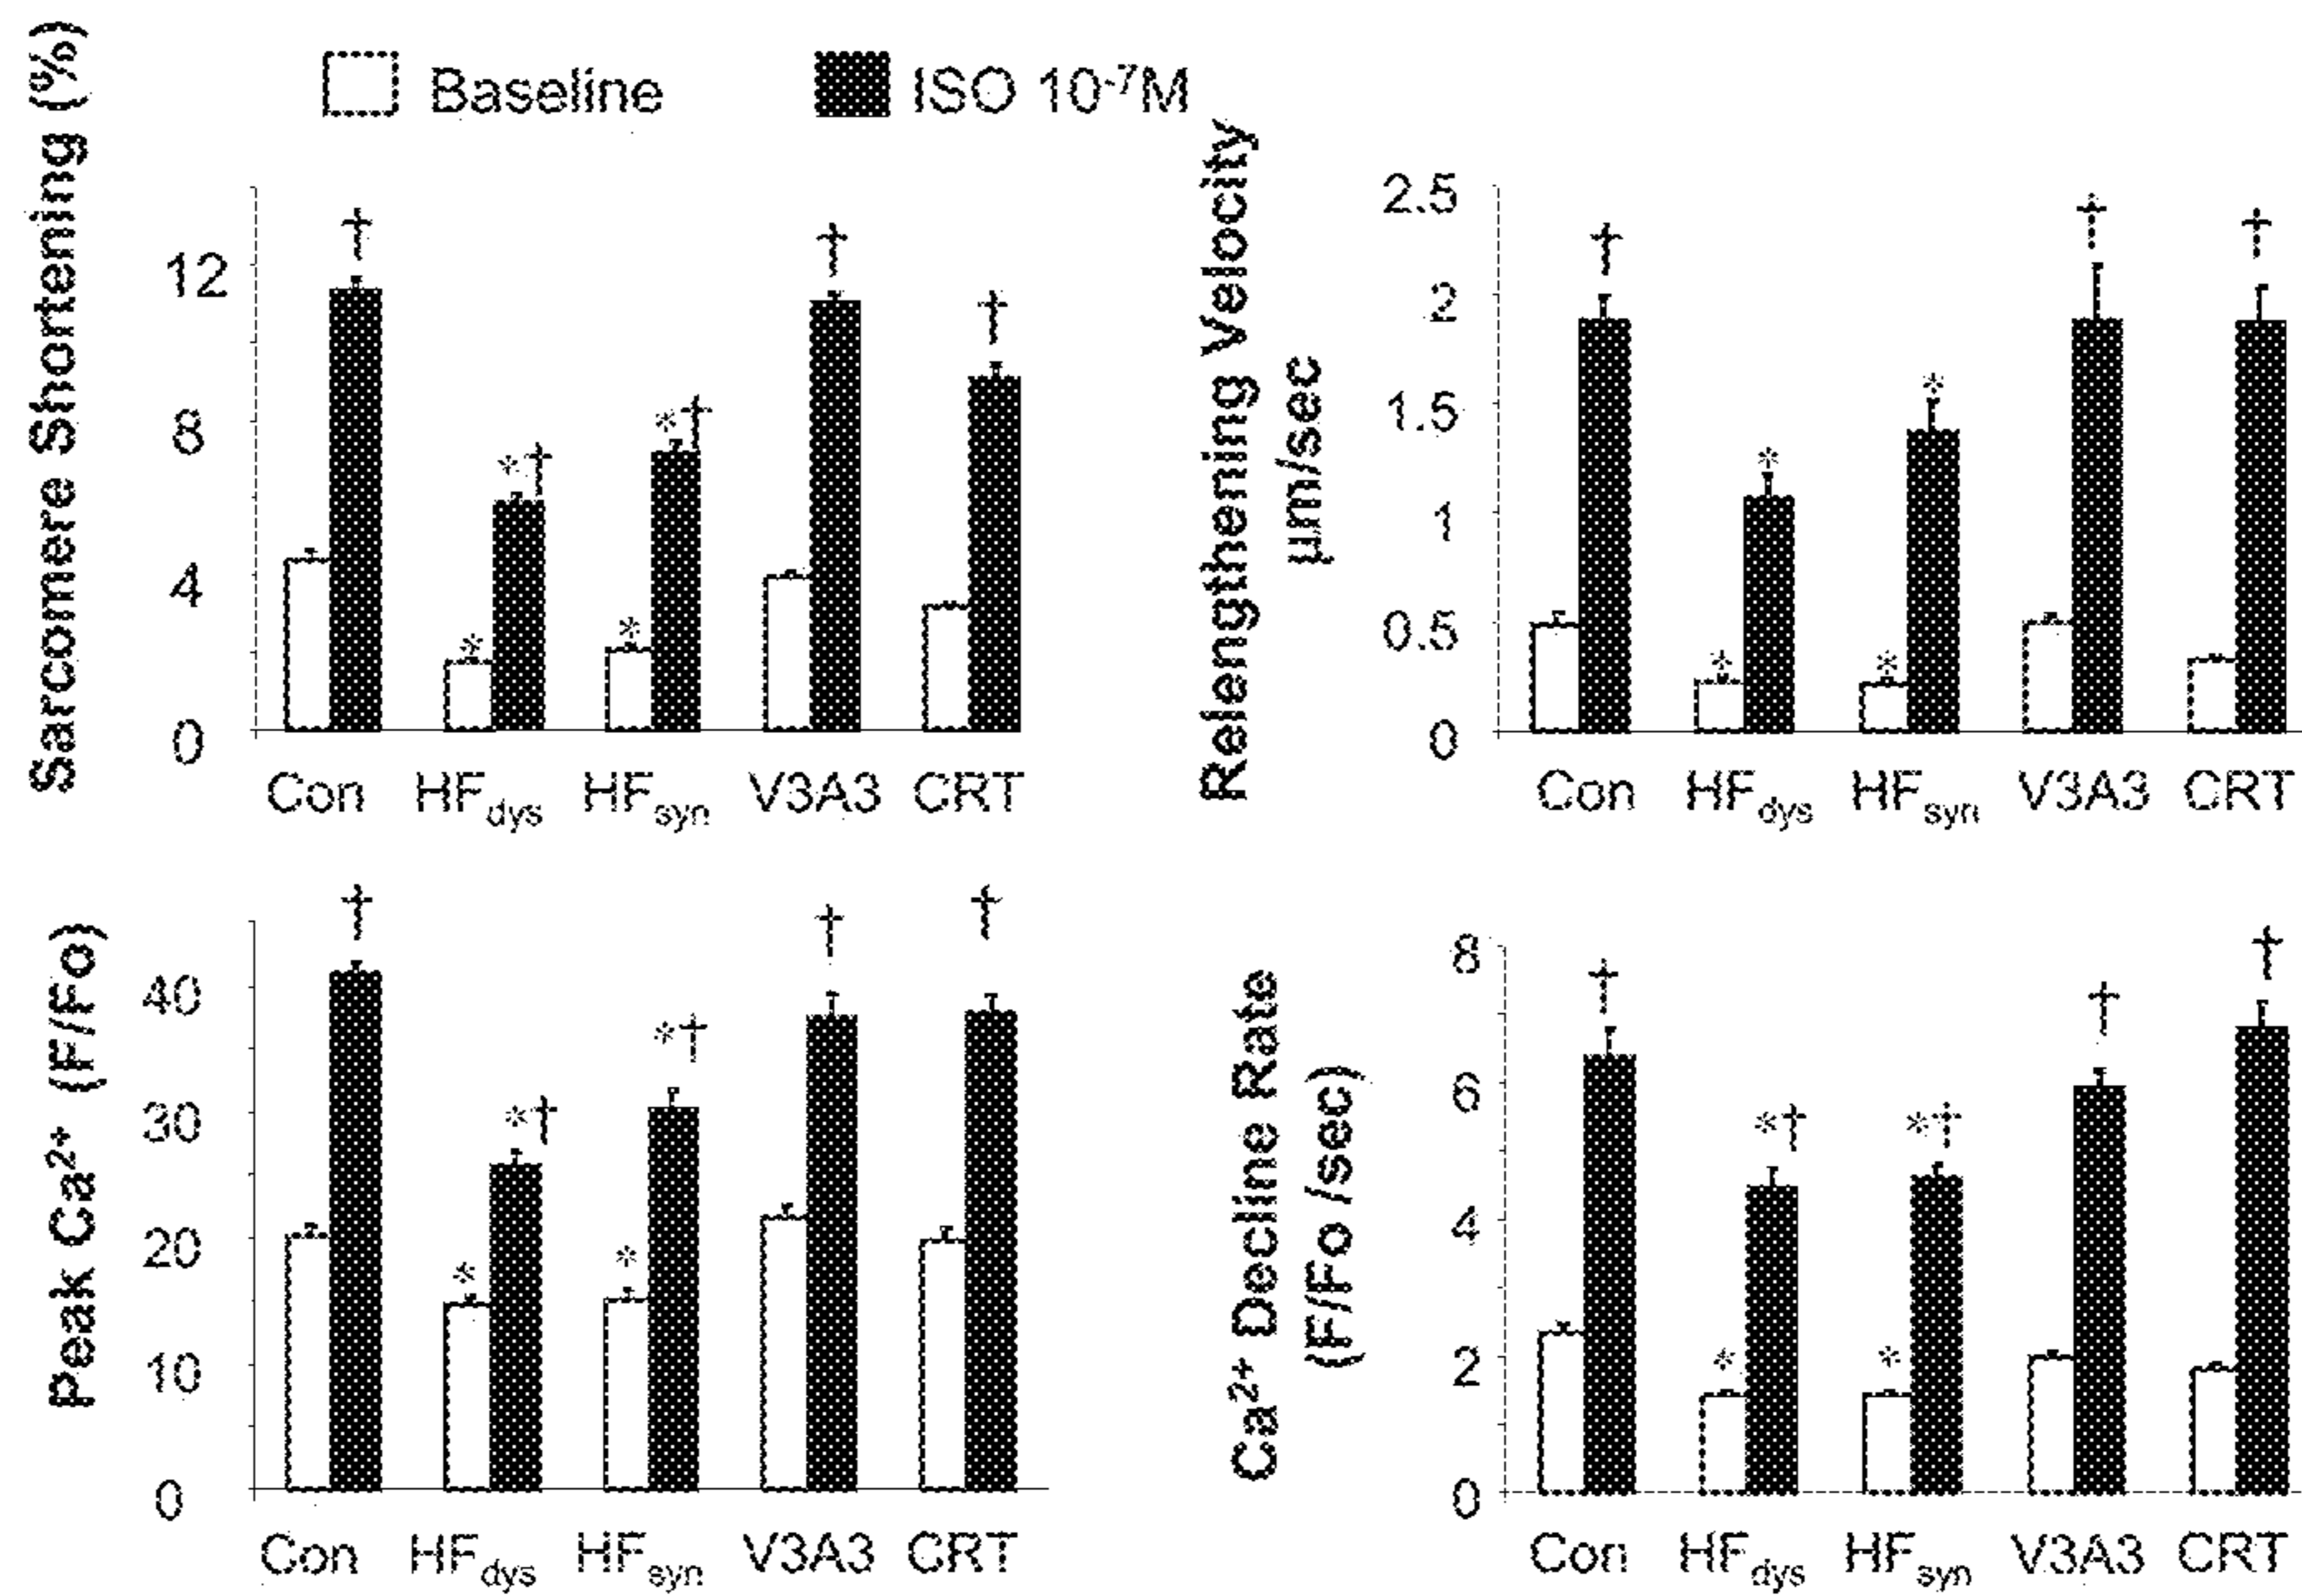 Baseline ISO 10⁻⁷M
Sarcomere Shortening (%)
12
8
4
0
† *† *† † †
* *
Con HFdys HFsyn V3A3 CRT
Relengthening Velocity
μm/sec
2.5
2
1.5
1
0.5
0
† * * † †
* *
Con HFdys HFsyn V3A3 CRT
Peak Ca²⁺ (F/Fo)
40
30
20
10
0
† *† *† † †
* *
Con HFdys HFsyn V3A3 CRT
Ca²⁺ Decline Rate
(F/Fo /sec)
8
6
4
2
0
† *† *† † †
* *
Con HFdys HFsyn V3A3 CRT